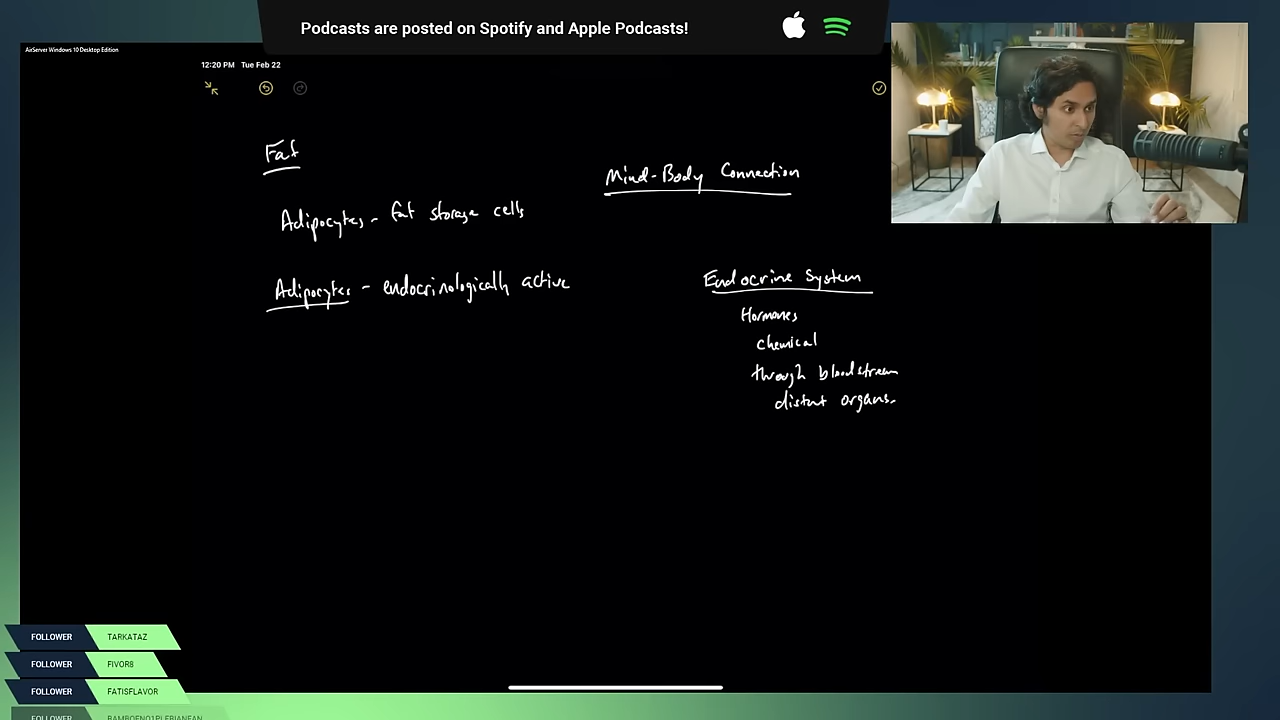 Podcasts are posted on Spotify and Apple Podcasts!
AirServer Windows 10 Desktop Edition
12:20 PM Tue Feb 22
Fat
Mind-Body Connection
Adipocytes - fat storage cells
Adipocytes - endocrinologically active
Endocrine System
Hormones
chemical
through bloodstream
distant organs.
FOLLOWER TARKATAZ
FOLLOWER FIVOR8
FOLLOWER FATISFLAVOR
FOLLOWER